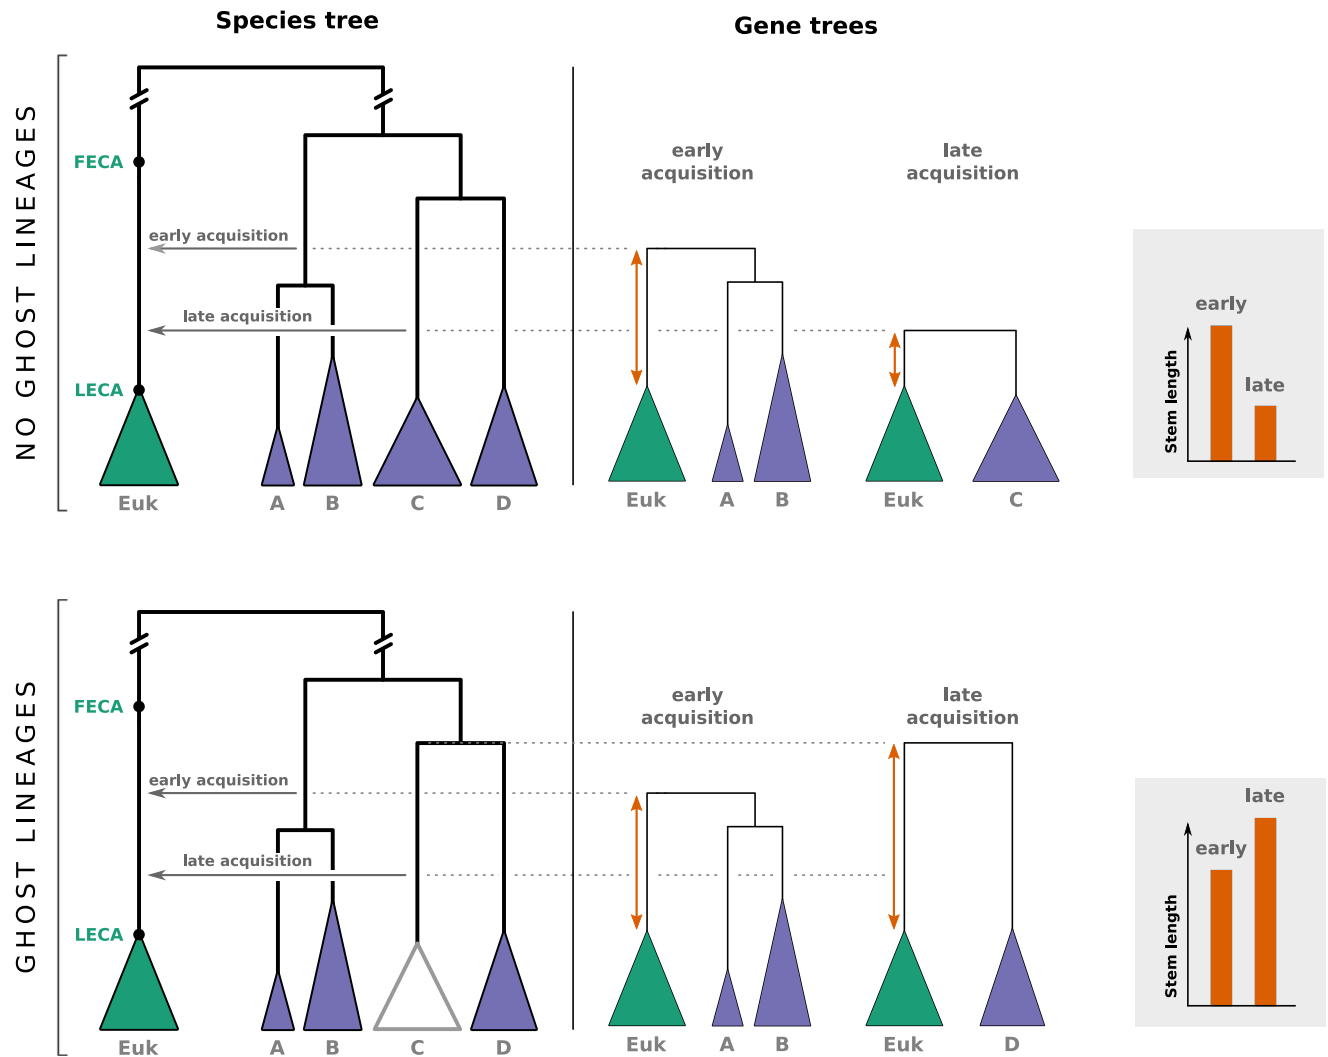 Species tree
Gene trees
NO GHOST LINEAGES
FECA
early acquisition
late acquisition
LECA
Euk
A
B
C
D
early
acquisition
late
acquisition
Euk
A
B
Euk
C
early
late
Stem length
GHOST LINEAGES
FECA
early acquisition
late acquisition
LECA
Euk
A
B
C
D
early
acquisition
late
acquisition
Euk
A
B
Euk
D
late
early
Stem length